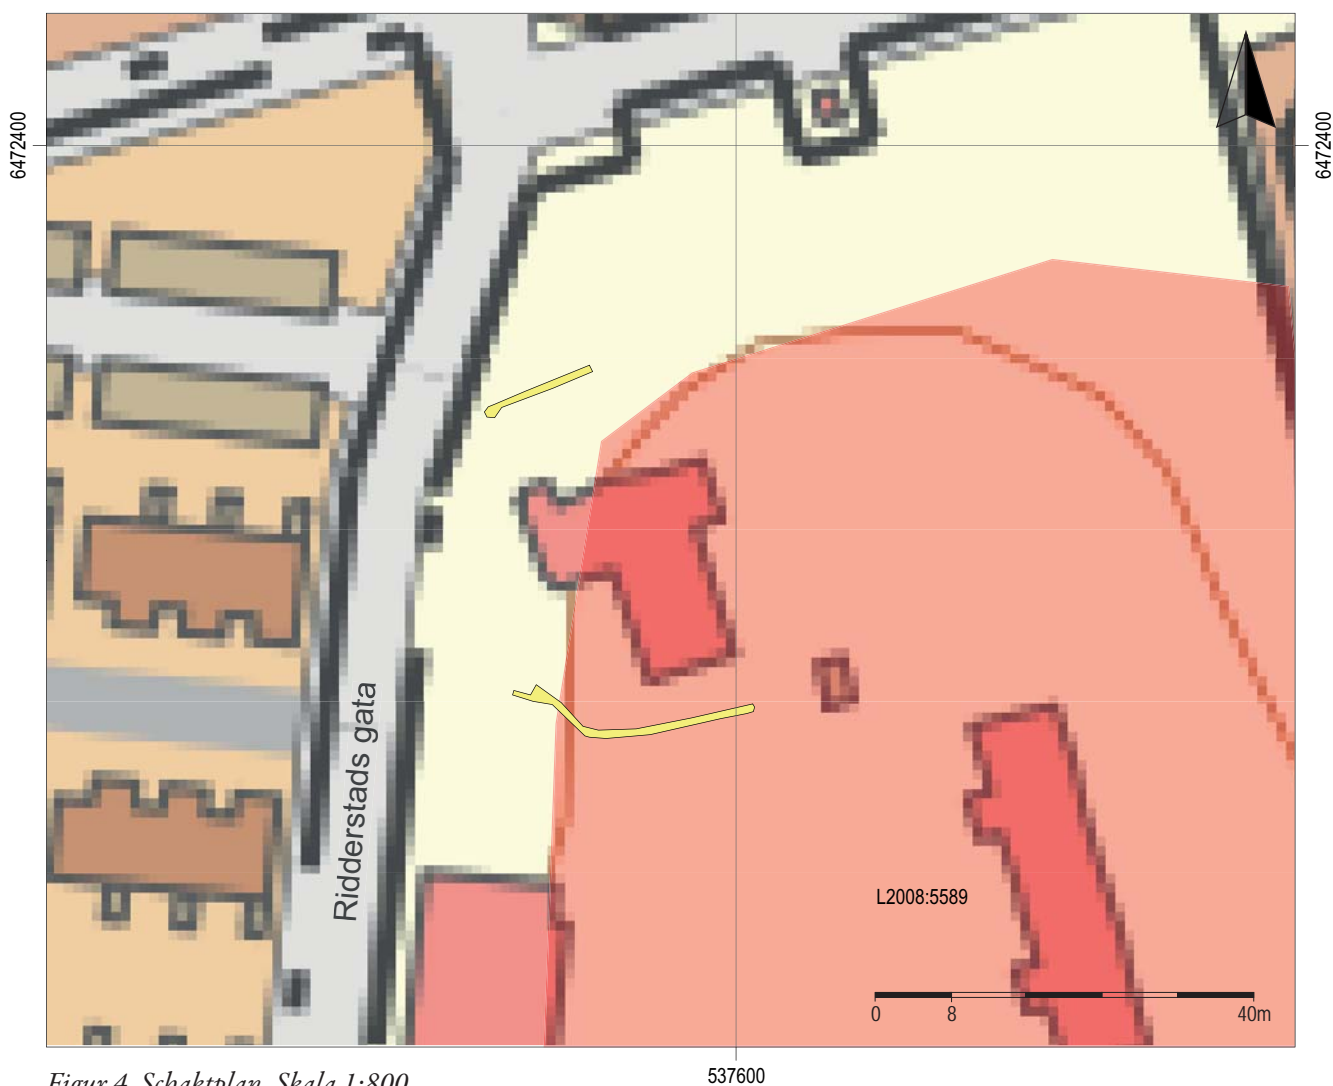 6472400
6472400
Ridderstads gata
L2008:5589
0 8 40m
537600
Figur 4. Schaktplan. Skala 1:800.